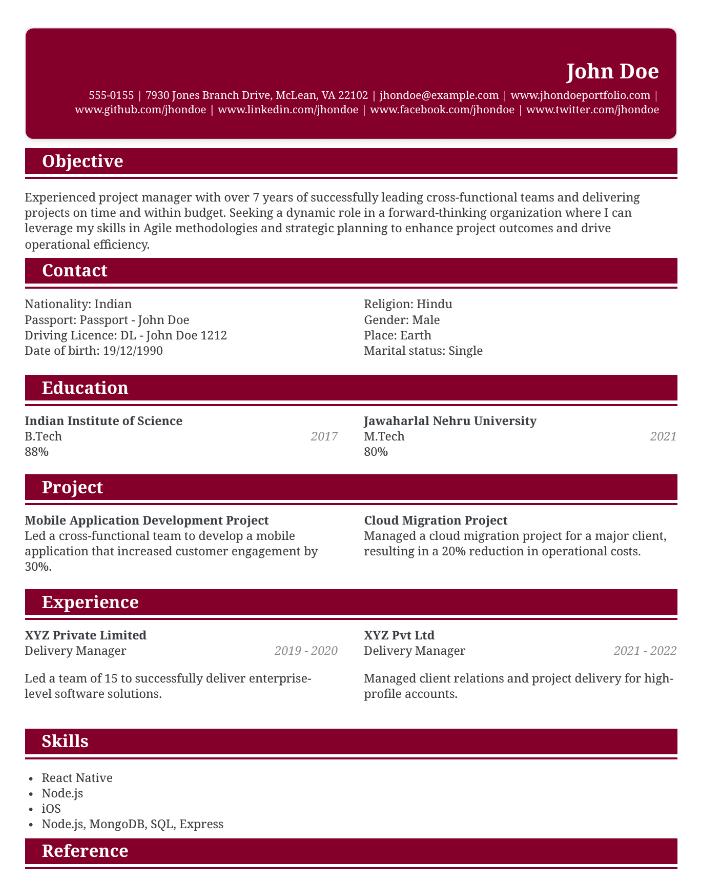 John Doe
555-0155 | 7930 Jones Branch Drive, McLean, VA 22102 | jhondoe@example.com | www.jhondoeportfolio.com |
www.github.com/jhondoe | www.linkedin.com/jhondoe | www.facebook.com/jhondoe | www.twitter.com/jhondoe
Objective
Experienced project manager with over 7 years of successfully leading cross-functional teams and delivering
projects on time and within budget. Seeking a dynamic role in a forward-thinking organization where I can
leverage my skills in Agile methodologies and strategic planning to enhance project outcomes and drive
operational efficiency.
Contact
Nationality: Indian
Passport: Passport - John Doe
Driving Licence: DL - John Doe 1212
Date of birth: 19/12/1990
Religion: Hindu
Gender: Male
Place: Earth
Marital status: Single
Education
Indian Institute of Science
B.Tech 2017
88%
Jawaharlal Nehru University
M.Tech 2021
80%
Project
Mobile Application Development Project
Led a cross-functional team to develop a mobile
application that increased customer engagement by
30%.
Cloud Migration Project
Managed a cloud migration project for a major client,
resulting in a 20% reduction in operational costs.
Experience
XYZ Private Limited
Delivery Manager 2019 - 2020
Led a team of 15 to successfully deliver enterprise-
level software solutions.
XYZ Pvt Ltd
Delivery Manager 2021 - 2022
Managed client relations and project delivery for high-
profile accounts.
Skills
• React Native
• Node.js
• iOS
• Node.js, MongoDB, SQL, Express
Reference